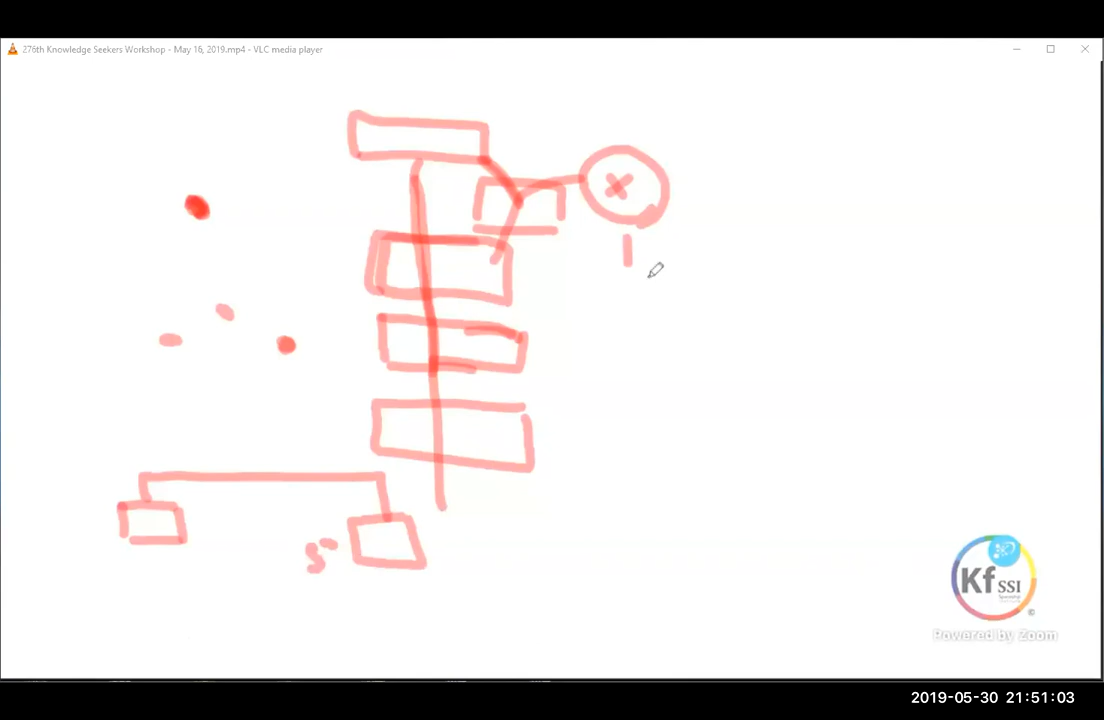 276th Knowledge Seekers Workshop - May 16, 2019.mp4 - VLC media player
Kf SSI
Powered by Zoom
2019-05-30 21:51:03